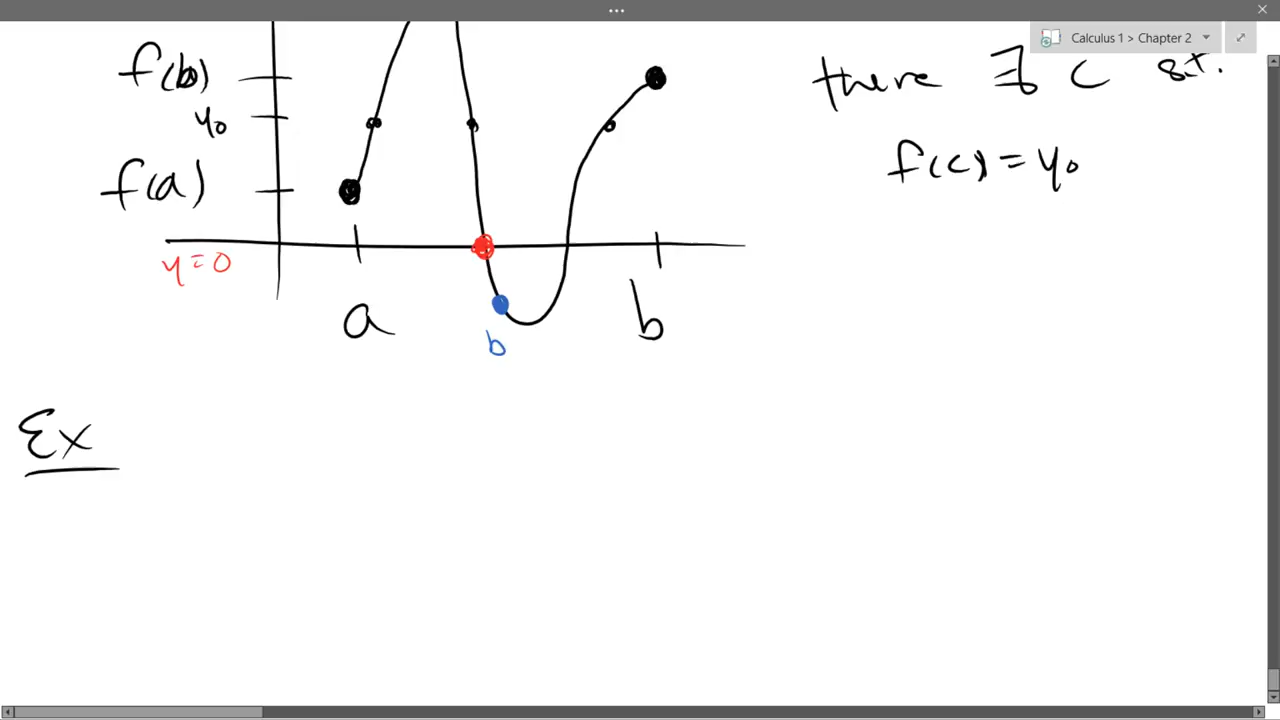 Calculus 1 > Chapter 2
f(b)
y₀
f(a)
y=0
a
b
b
there ∃ c s.t.
f(c) = y₀
Ex